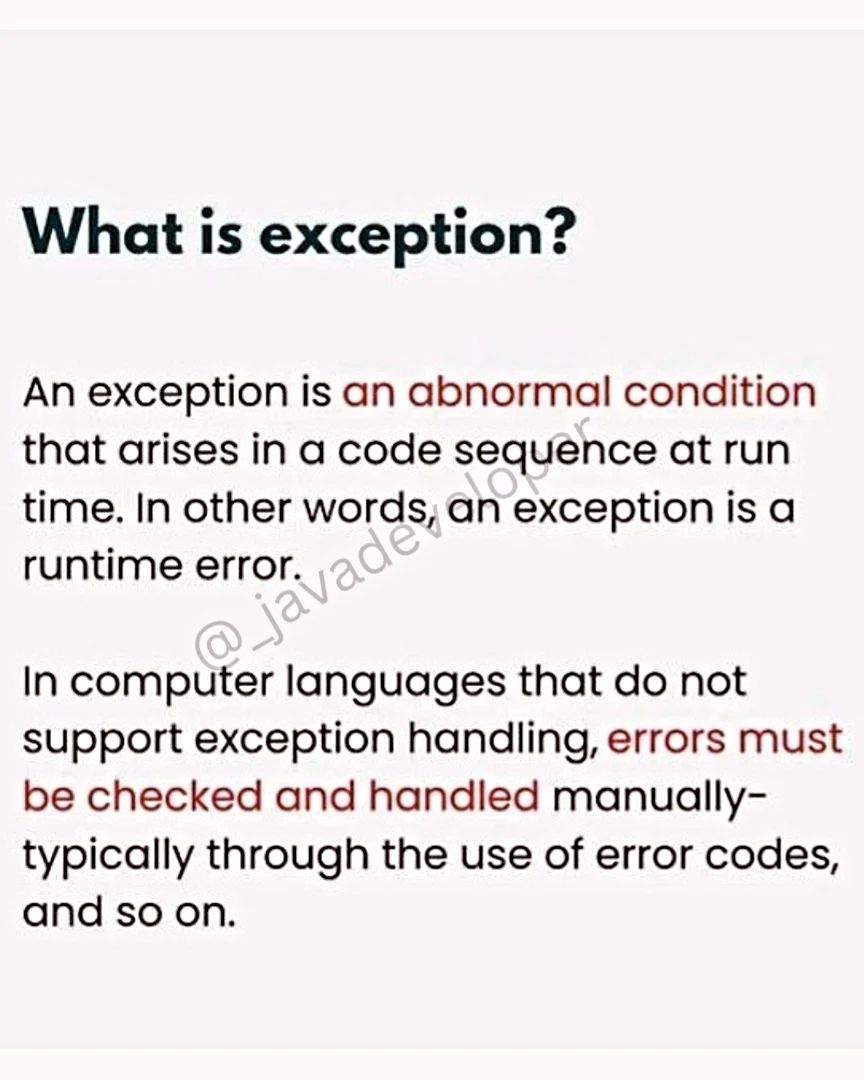 What is exception?
An exception is an abnormal condition
that arises in a code sequence at run
time. In other words, an exception is a
runtime error.
@_javadeveloper
In computer languages that do not
support exception handling, errors must
be checked and handled manually-
typically through the use of error codes,
and so on.